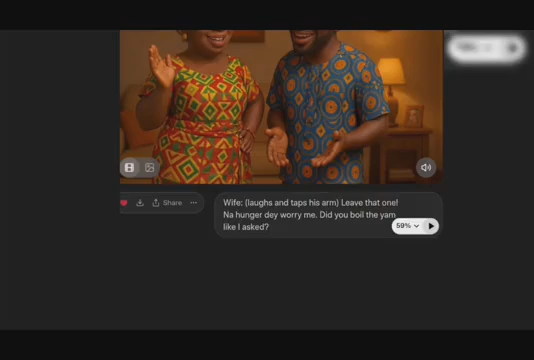 Share
Wife: (laughs and taps his arm) Leave that one!
Na hunger dey worry me. Did you boil the yam
like I asked?
59%